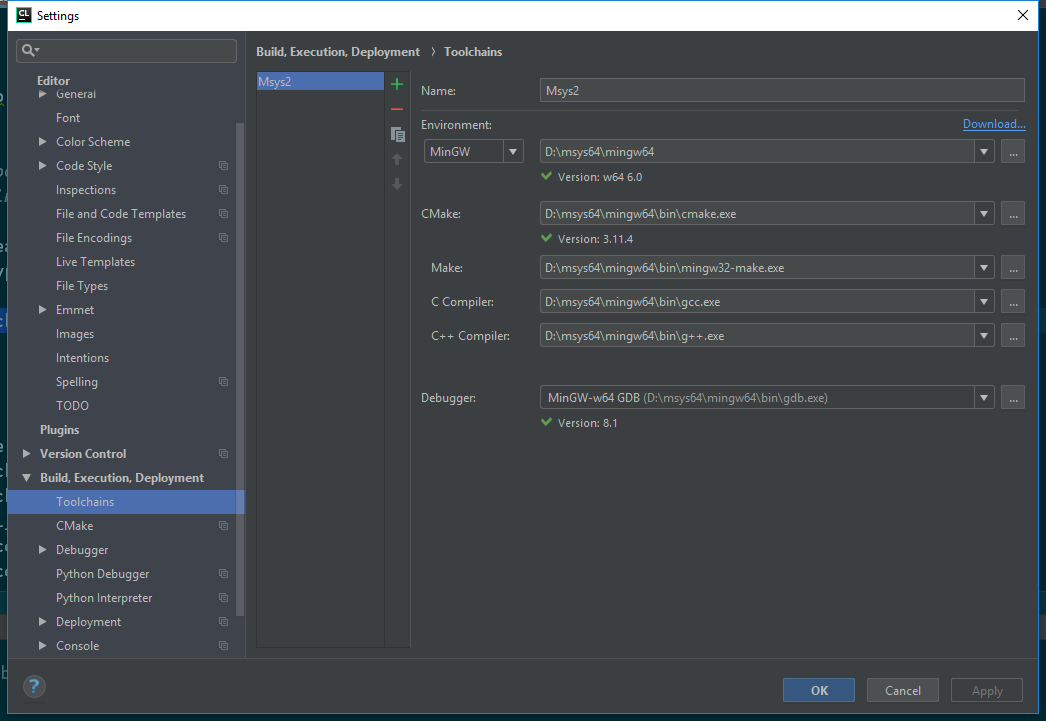 CL Settings
Build, Execution, Deployment › Toolchains
Editor
General
Font
Color Scheme
Code Style
Inspections
File and Code Templates
File Encodings
Live Templates
File Types
Emmet
Images
Intentions
Spelling
TODO
Plugins
Version Control
Build, Execution, Deployment
Toolchains
CMake
Debugger
Python Debugger
Python Interpreter
Deployment
Console
Msys2
Name: Msys2
Environment: Download...
MinGW D:\msys64\mingw64 ...
Version: w64 6.0
CMake: D:\msys64\mingw64\bin\cmake.exe ...
Version: 3.11.4
Make: D:\msys64\mingw64\bin\mingw32-make.exe ...
C Compiler: D:\msys64\mingw64\bin\gcc.exe ...
C++ Compiler: D:\msys64\mingw64\bin\g++.exe ...
Debugger: MinGW-w64 GDB (D:\msys64\mingw64\bin\gdb.exe) ...
Version: 8.1
? OK Cancel Apply